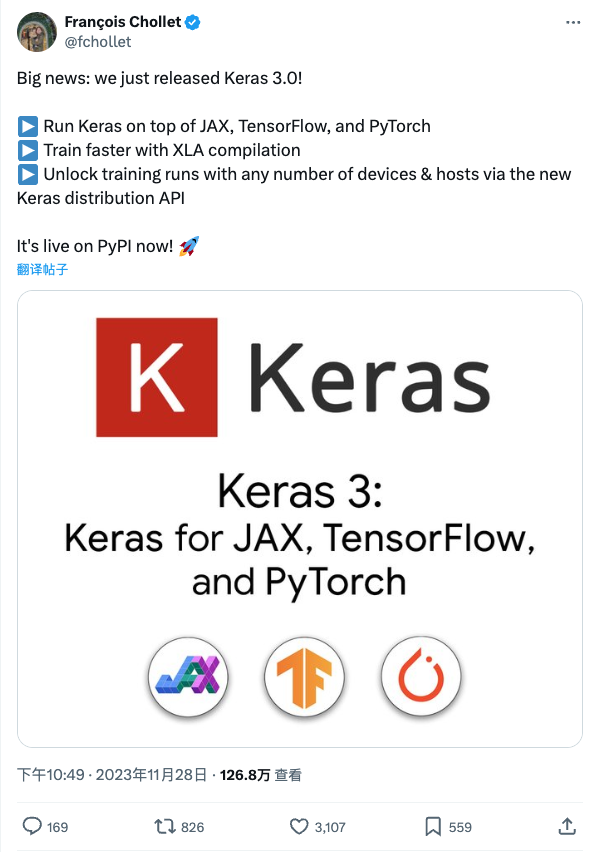 François Chollet
@fchollet
Big news: we just released Keras 3.0!
▶️ Run Keras on top of JAX, TensorFlow, and PyTorch
▶️ Train faster with XLA compilation
▶️ Unlock training runs with any number of devices & hosts via the new
Keras distribution API
It's live on PyPI now! 🚀
翻译帖子
K Keras
Keras 3:
Keras for JAX, TensorFlow,
and PyTorch
JAX TF
下午10:49 · 2023年11月28日 · 126.8万 查看
169 826 3,107 559